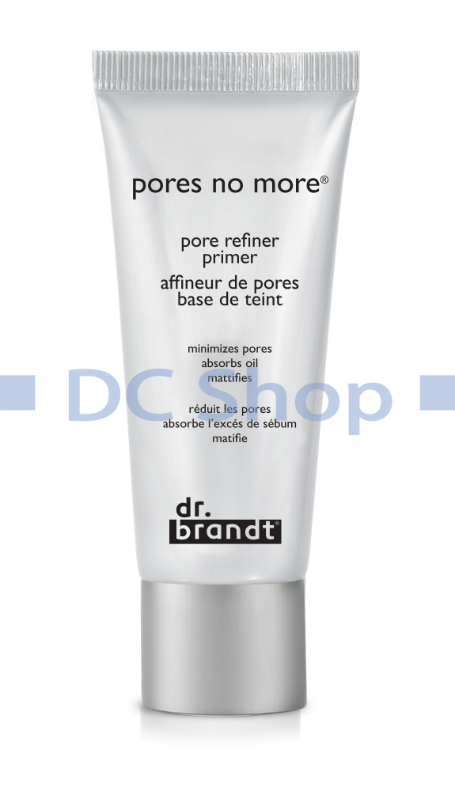 pores no more®
pore refiner
primer
affineur de pores
base de teint
minimizes pores
absorbs oil
mattifies
DC Shop
réduit les pores
absorbe l'excés de sébum
matifie
dr.
brandt®